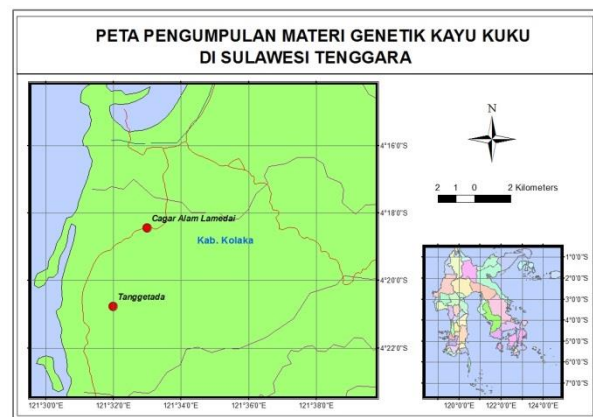 PETA PENGUMPULAN MATERI GENETIK KAYU KUKU
DI SULAWESI TENGGARA
N
2 1 0 2 Kilometers
4°16'0"S
4°18'0"S
4°20'0"S
4°22'0"S
Cagar Alam Lamedai
Kab. Kolaka
Tanggetada
121°30'0"E 121°32'0"E 121°34'0"E 121°36'0"E 121°38'0"E
1°0'0"S
2°0'0"S
3°0'0"S
4°0'0"S
5°0'0"S
6°0'0"S
7°0'0"S
120°0'0"E 122°0'0"E 124°0'0"E